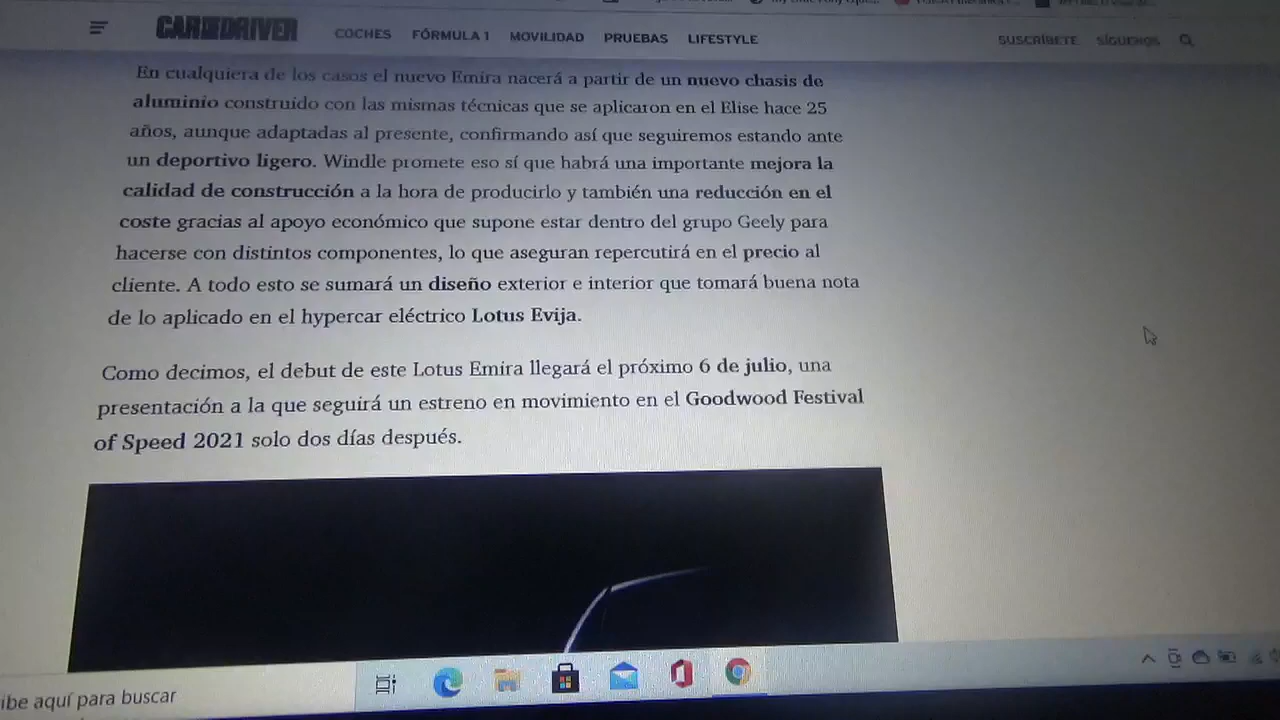 CAR AND DRIVER
COCHES FÓRMULA 1 MOVILIDAD PRUEBAS LIFESTYLE SUSCRÍBETE SÍGUENOS
En cualquiera de los casos el nuevo Emira nacerá a partir de un nuevo chasis de
aluminio construido con las mismas técnicas que se aplicaron en el Elise hace 25
años, aunque adaptadas al presente, confirmando así que seguiremos estando ante
un deportivo ligero. Windle promete eso sí que habrá una importante mejora la
calidad de construcción a la hora de producirlo y también una reducción en el
coste gracias al apoyo económico que supone estar dentro del grupo Geely para
hacerse con distintos componentes, lo que aseguran repercutirá en el precio al
cliente. A todo esto se sumará un diseño exterior e interior que tomará buena nota
de lo aplicado en el hypercar eléctrico Lotus Evija.
Como decimos, el debut de este Lotus Emira llegará el próximo 6 de julio, una
presentación a la que seguirá un estreno en movimiento en el Goodwood Festival
of Speed 2021 solo dos días después.
ibe aquí para buscar